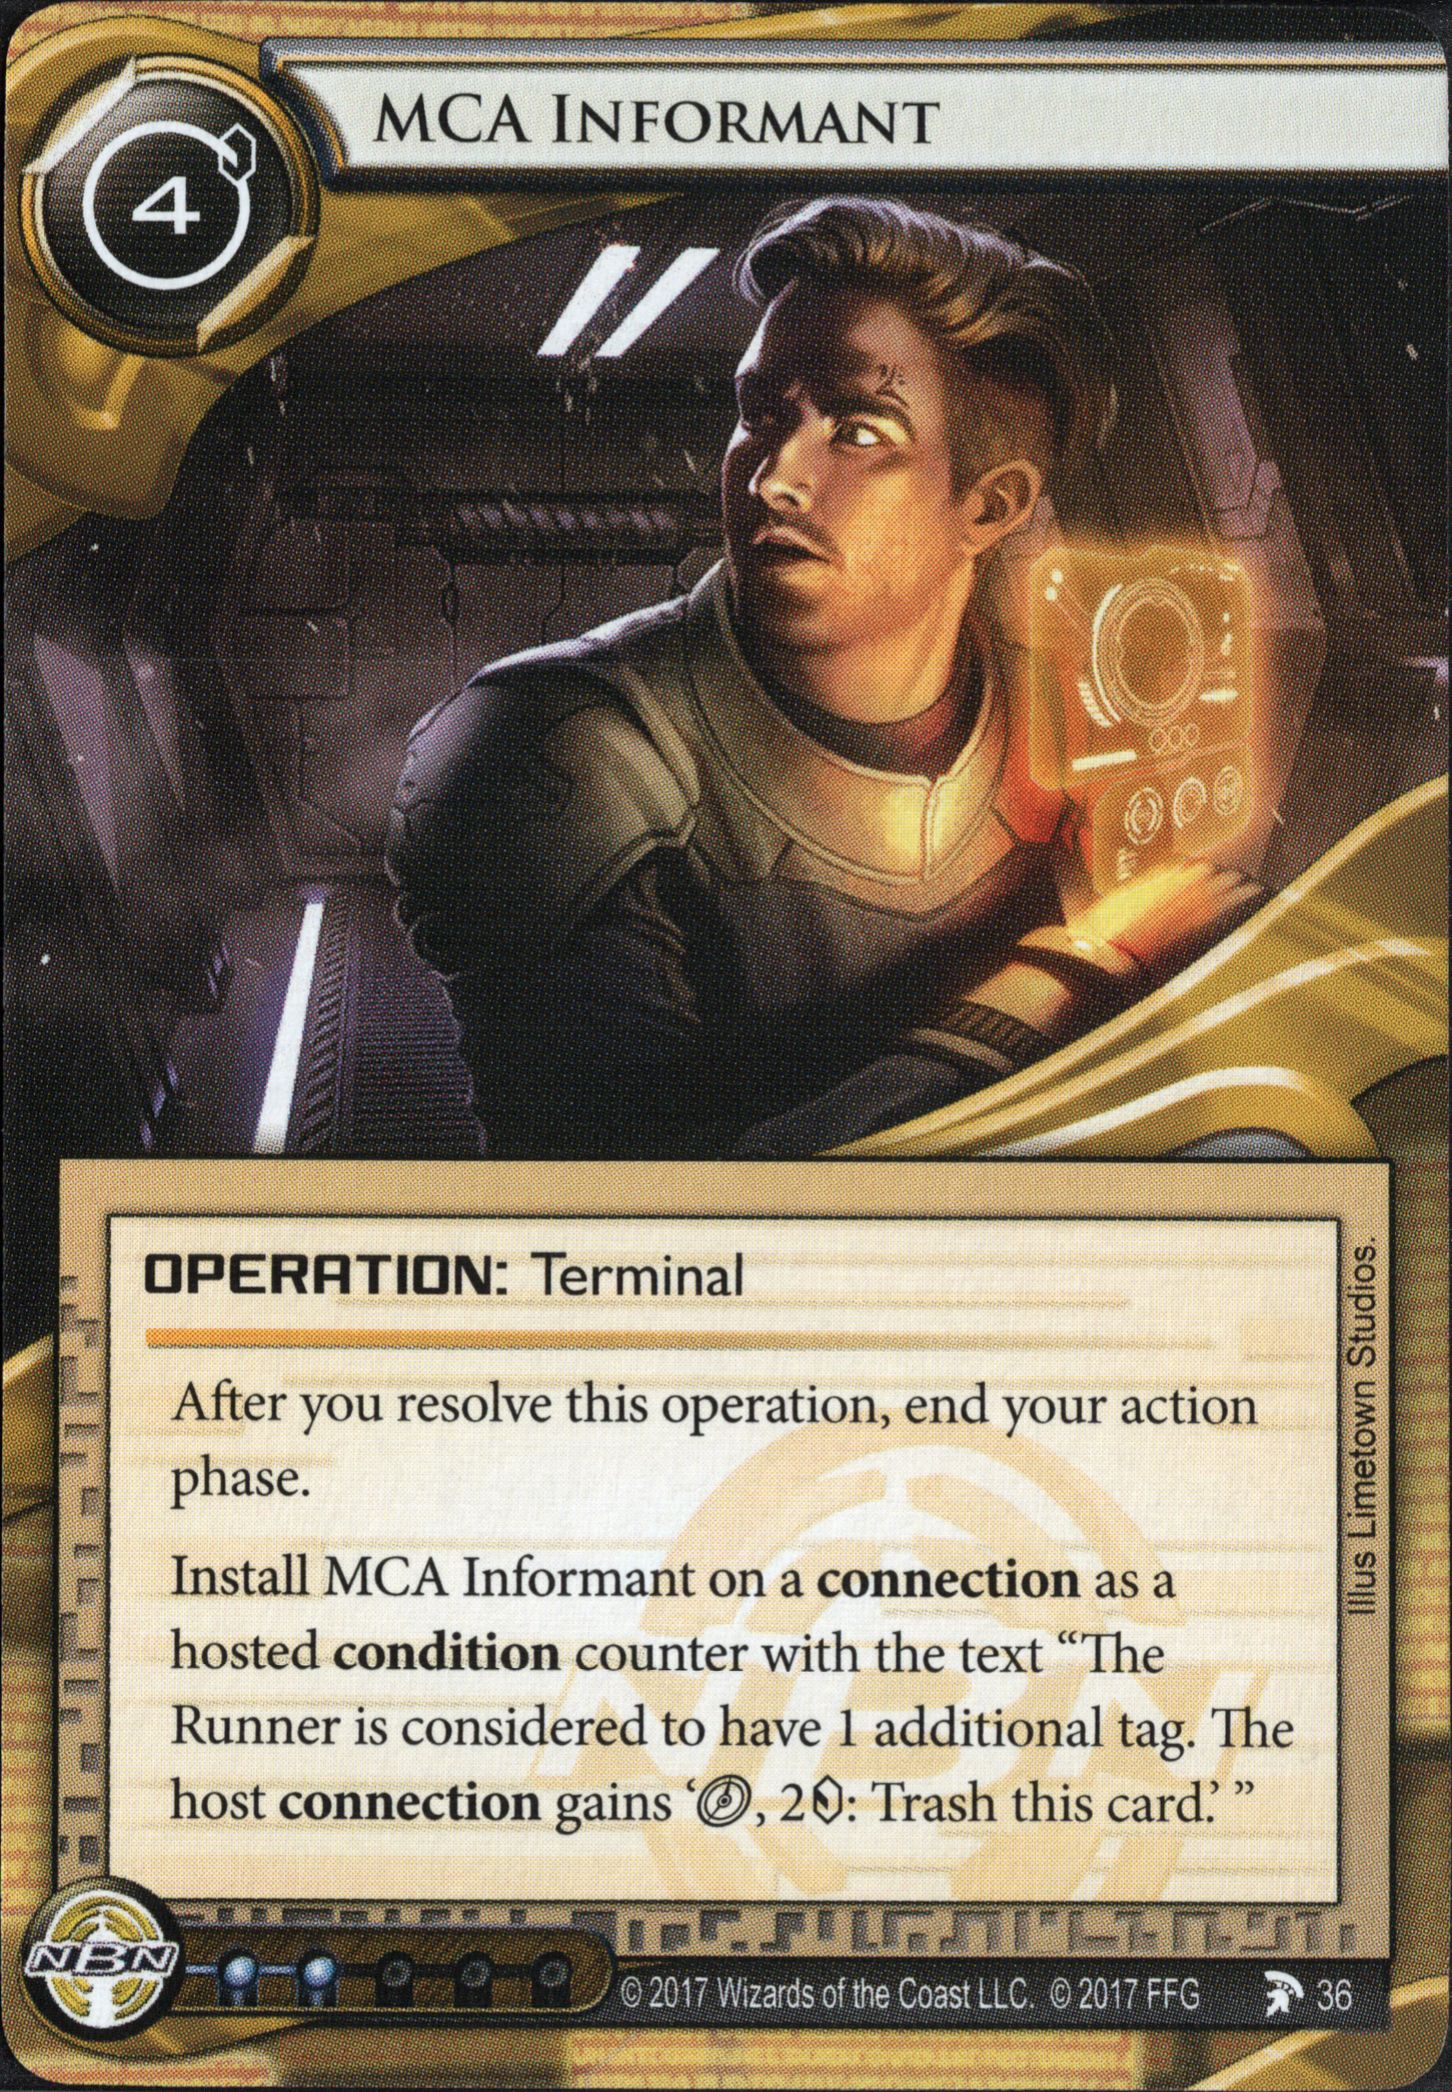 MCA Informant
4
OPERATION: Terminal
After you resolve this operation, end your action
phase.
Install MCA Informant on a connection as a
hosted condition counter with the text “The
Runner is considered to have 1 additional tag. The
host connection gains ‘, 2: Trash this card.’ ”
Illus Limetown Studios.
NBN
© 2017 Wizards of the Coast LLC. © 2017 FFG
36